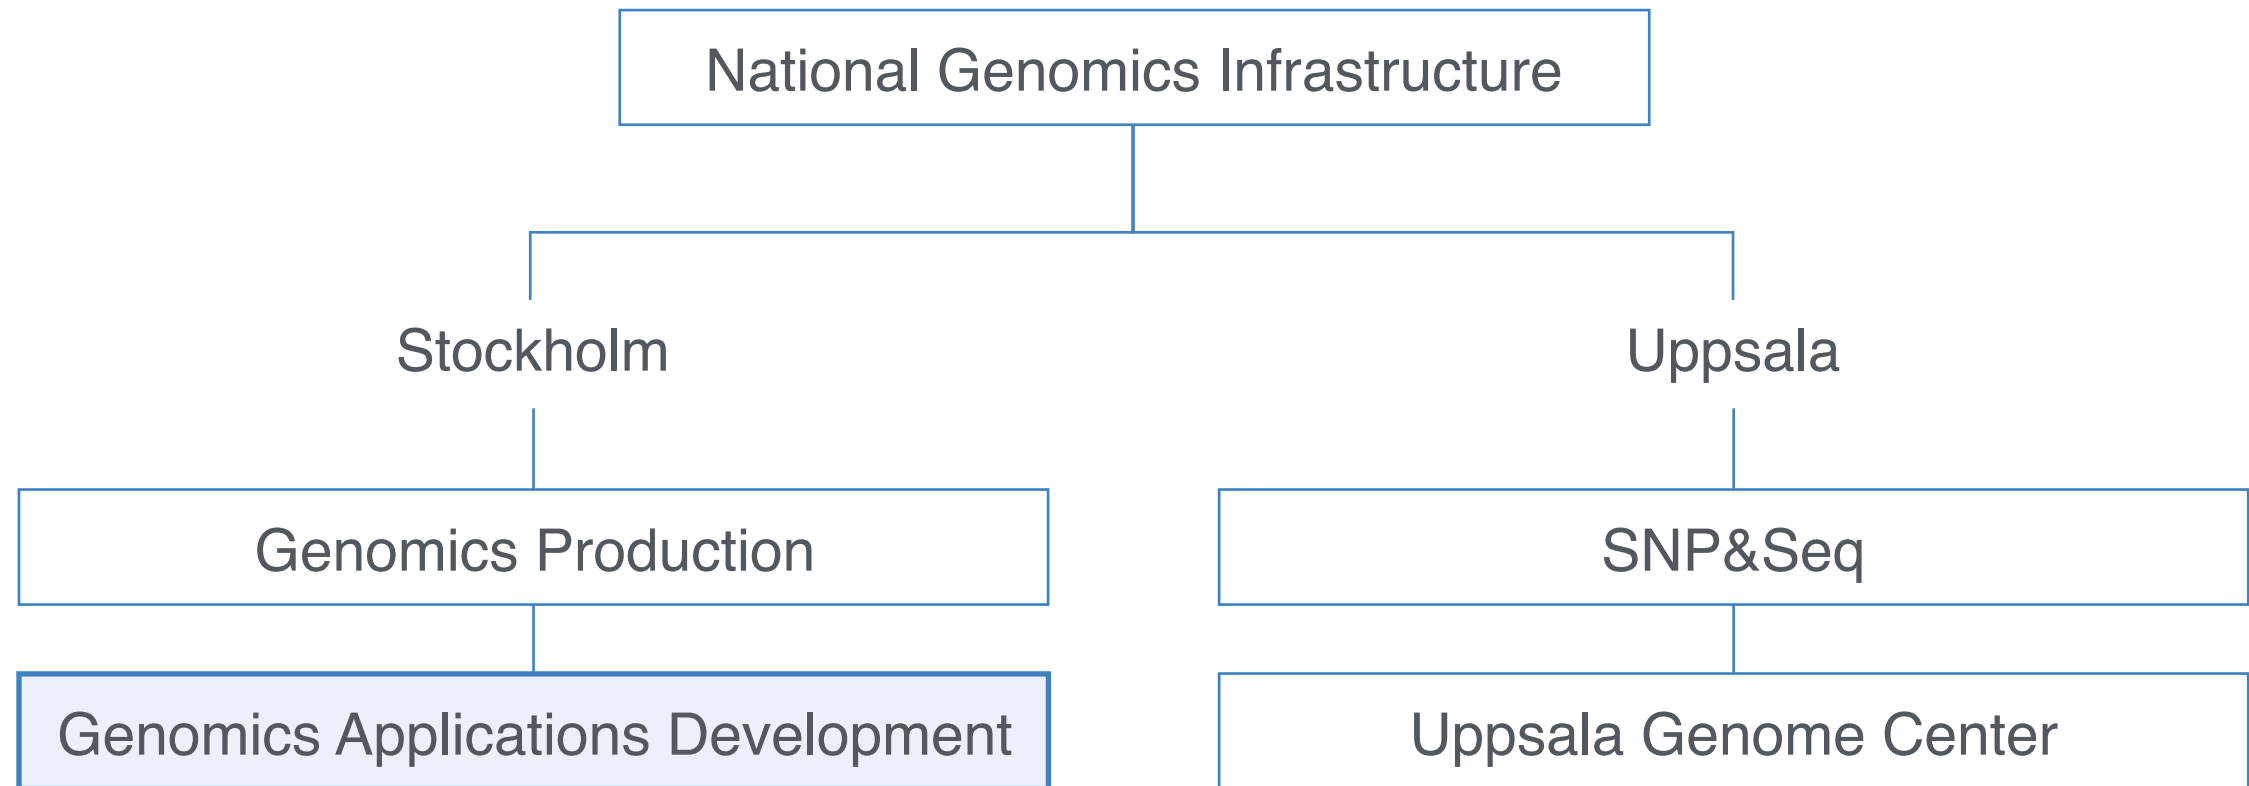 National Genomics Infrastructure
Stockholm
Uppsala
Genomics Production
SNP&Seq
Genomics Applications Development
Uppsala Genome Center